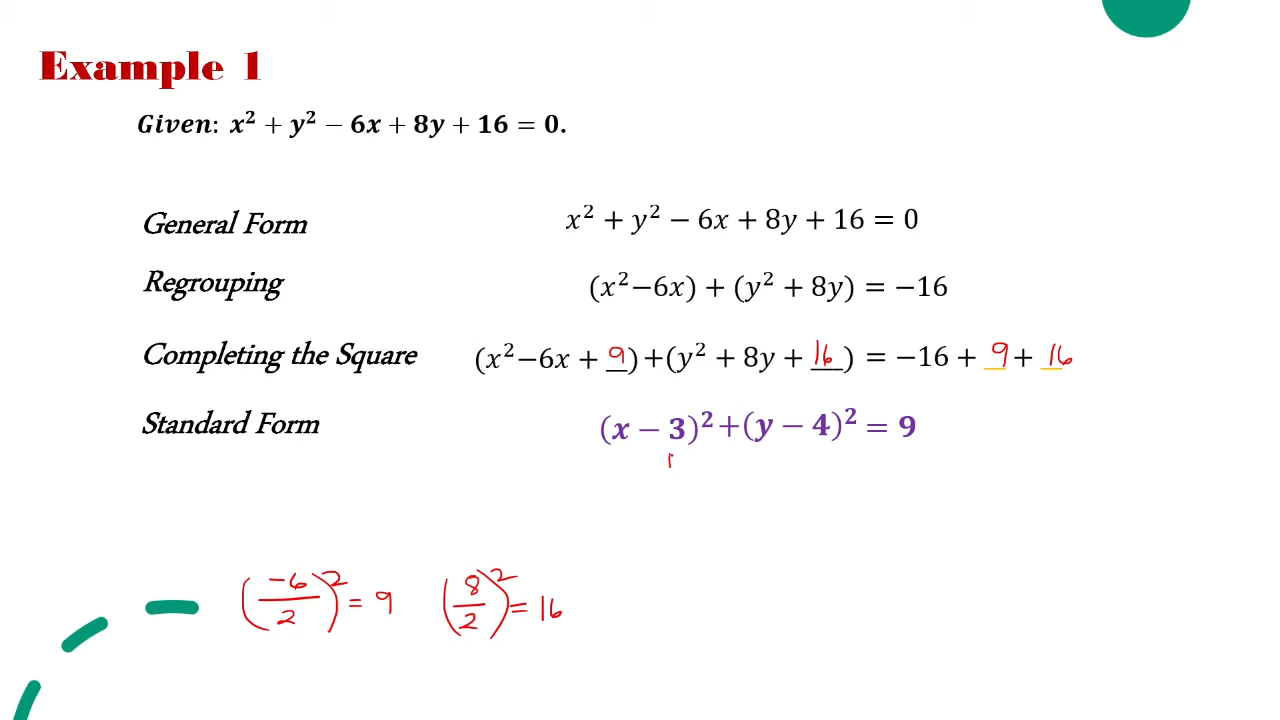 Example 1
Given: x² + y² − 6x + 8y + 16 = 0.
General Form x² + y² − 6x + 8y + 16 = 0
Regrouping (x²−6x) + (y² + 8y) = −16
Completing the Square (x²−6x + 9) +(y² + 8y + 16) = −16 + 9 + 16
Standard Form (x − 3)² +(y − 4)² = 9
(-6/2)² = 9 (8/2)² = 16